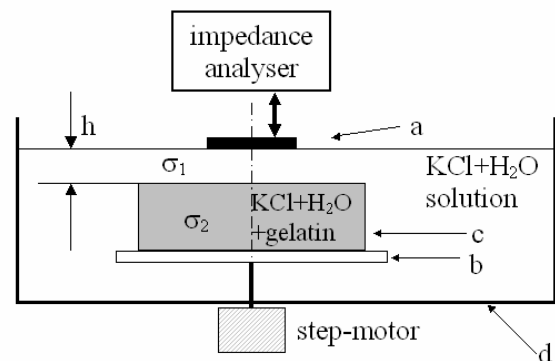 impedance
analyser
h
a
σ₁
KCl+H₂O
solution
σ₂
KCl+H₂O
+gelatin
c
b
step-motor
d